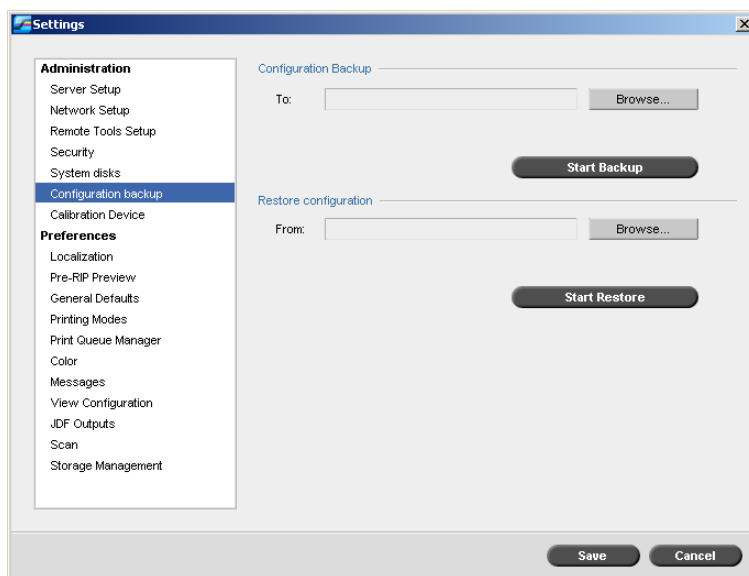 Settings
Administration
Server Setup
Network Setup
Remote Tools Setup
Security
System disks
Configuration backup
Calibration Device
Preferences
Localization
Pre-RIP Preview
General Defaults
Printing Modes
Print Queue Manager
Color
Messages
View Configuration
JDF Outputs
Scan
Storage Management
Configuration Backup
To:
Browse...
Start Backup
Restore configuration
From:
Browse...
Start Restore
Save
Cancel